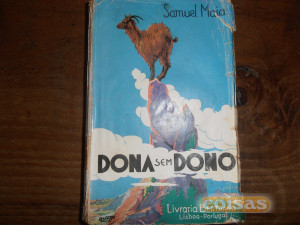 Samuel Maia
DONA SEM DONO
Livraria
Lisboa-Portugal
coisas